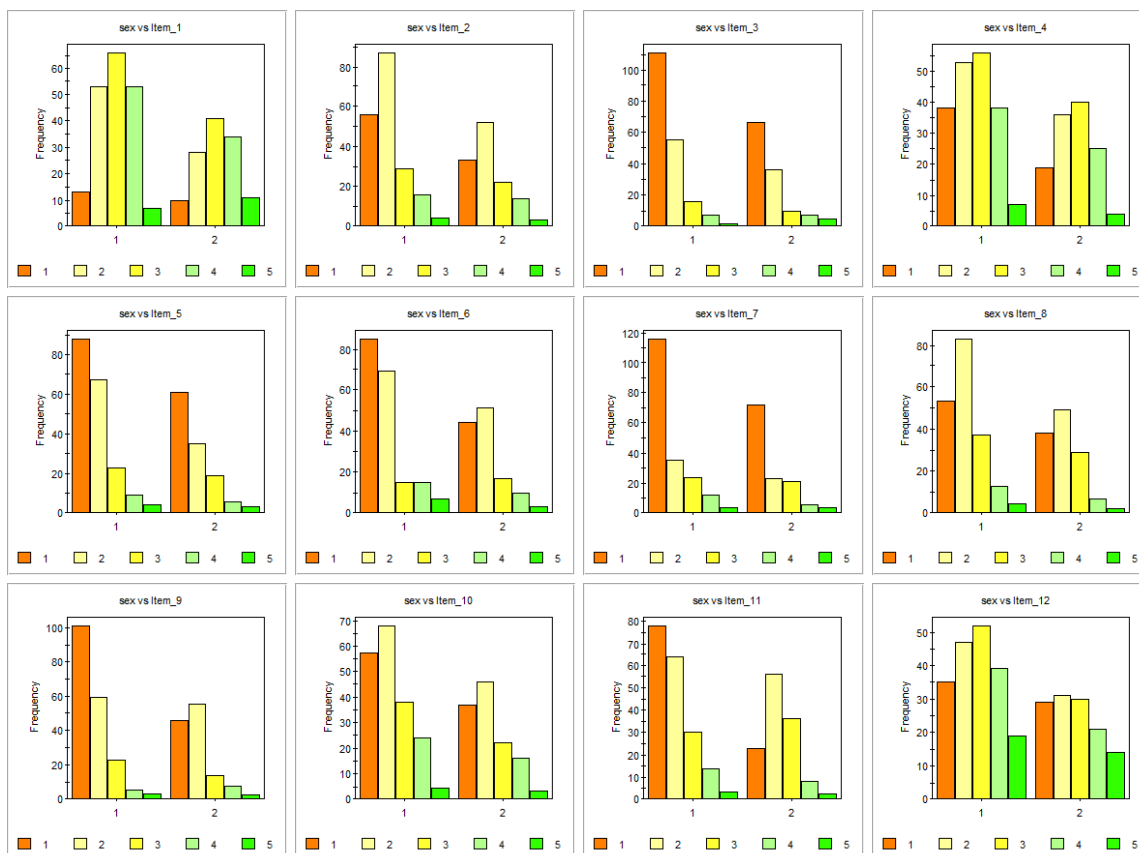 sex vs Item_1
Frequency
60
50
40
30
20
10
0
1 2
1 2 3 4 5
sex vs Item_2
Frequency
80
60
40
20
0
1 2
1 2 3 4 5
sex vs Item_3
Frequency
100
80
60
40
20
0
1 2
1 2 3 4 5
sex vs Item_4
Frequency
50
40
30
20
10
0
1 2
1 2 3 4 5
sex vs Item_5
Frequency
80
60
40
20
0
1 2
1 2 3 4 5
sex vs Item_6
Frequency
80
60
40
20
0
1 2
1 2 3 4 5
sex vs Item_7
Frequency
120
100
80
60
40
20
0
1 2
1 2 3 4 5
sex vs Item_8
Frequency
80
60
40
20
0
1 2
1 2 3 4 5
sex vs Item_9
Frequency
100
80
60
40
20
0
1 2
1 2 3 4 5
sex vs Item_10
Frequency
70
60
50
40
30
20
10
0
1 2
1 2 3 4 5
sex vs Item_11
Frequency
80
70
60
50
40
30
20
10
0
1 2
1 2 3 4 5
sex vs Item_12
Frequency
50
40
30
20
10
0
1 2
1 2 3 4 5